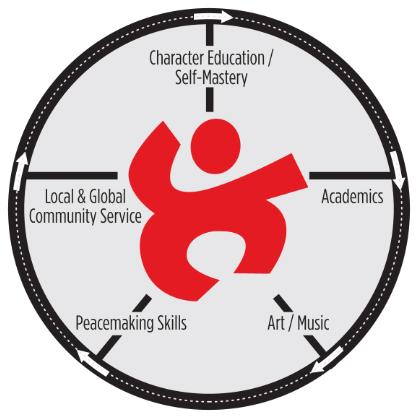 Character Education /
Self-Mastery
Academics
Art / Music
Peacemaking Skills
Local & Global
Community Service